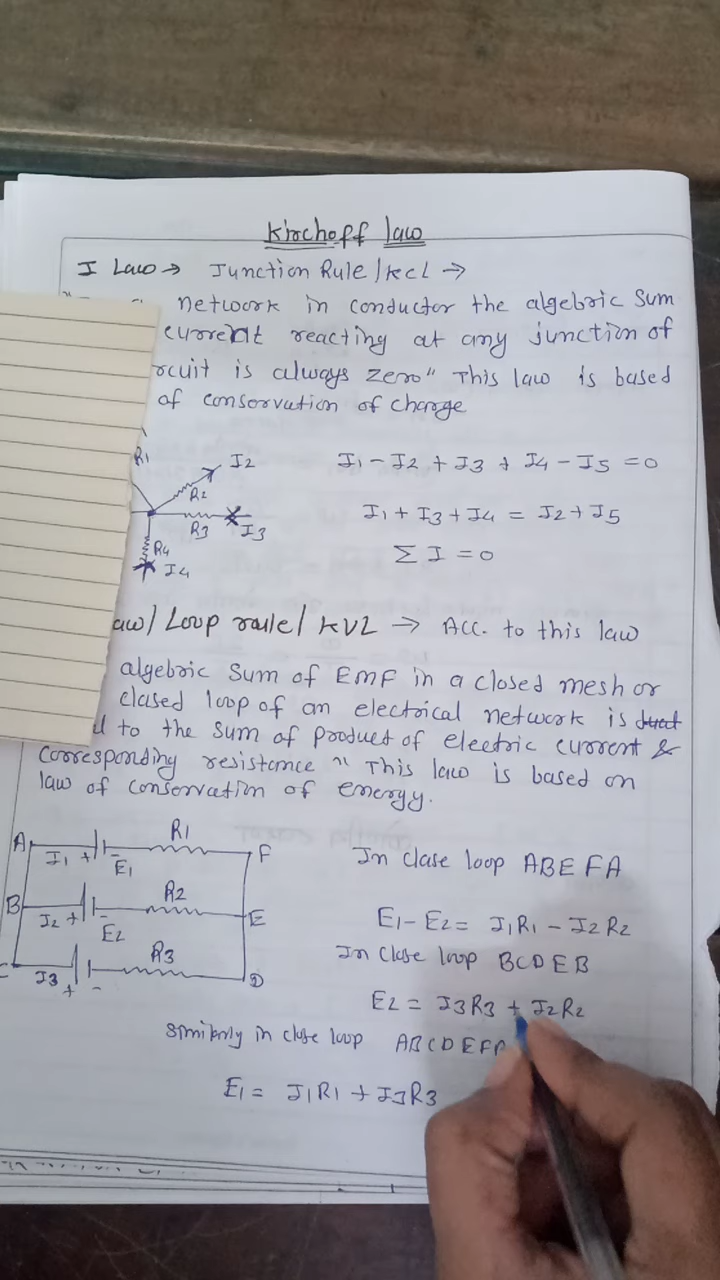 Kirchoff law
I Law → Junction Rule/KCL →
network in conductor the algebric sum
current reacting at any junction of
rcuit is always zero" This law is based
of conservation of charge
R1
I2
I1 - I2 + I3 + I4 - I5 = 0
R2
R3
I3
I1 + I3 + I4 = I2 + I5
R4
I4
Σ I = 0
aw/ Loop rule/ KVL → Acc. to this law
algebric sum of EMF in a closed mesh or
closed loop of an electrical network is
l to the sum of product of electric current &
corresponding resistance " This law is based on
law of conservation of energy.
A I1 + - E1 R1 F
In close loop ABEFA
B I2 + - E2 R2 E
E1 - E2 = I1R1 - I2R2
C I3 + - R3 D
In close loop BCDEB
E2 = I3R3 + I2R2
Similarly in close loop ABCDEFA
E1 = I1R1 + I3R3